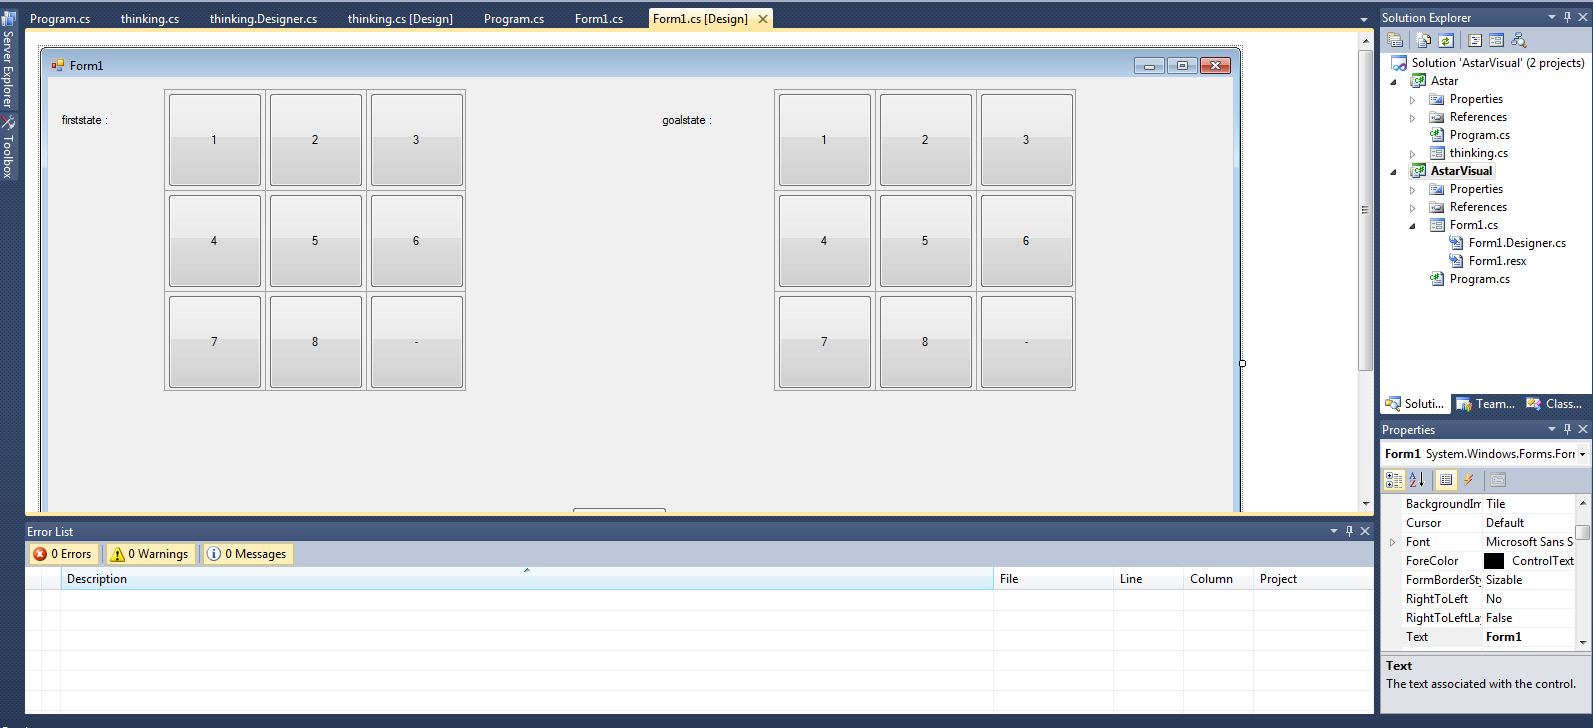 Program.cs thinking.cs thinking.Designer.cs thinking.cs [Design] Program.cs Form1.cs Form1.cs [Design]
Server Explorer
Toolbox
Form1
firststate :
1 2 3
4 5 6
7 8 -
goalstate :
1 2 3
4 5 6
7 8 -
Error List
0 Errors 0 Warnings 0 Messages
Description File Line Column Project
Solution Explorer
Solution 'AstarVisual' (2 projects)
Astar
Properties
References
Program.cs
thinking.cs
AstarVisual
Properties
References
Form1.cs
Form1.Designer.cs
Form1.resx
Program.cs
Soluti... Team... Class...
Properties
Form1 System.Windows.Forms.Forr
BackgroundIm Tile
Cursor Default
Font Microsoft Sans S
ForeColor ControlText
FormBorderSty Sizable
RightToLeft No
RightToLeftLa False
Text Form1
Text
The text associated with the control.